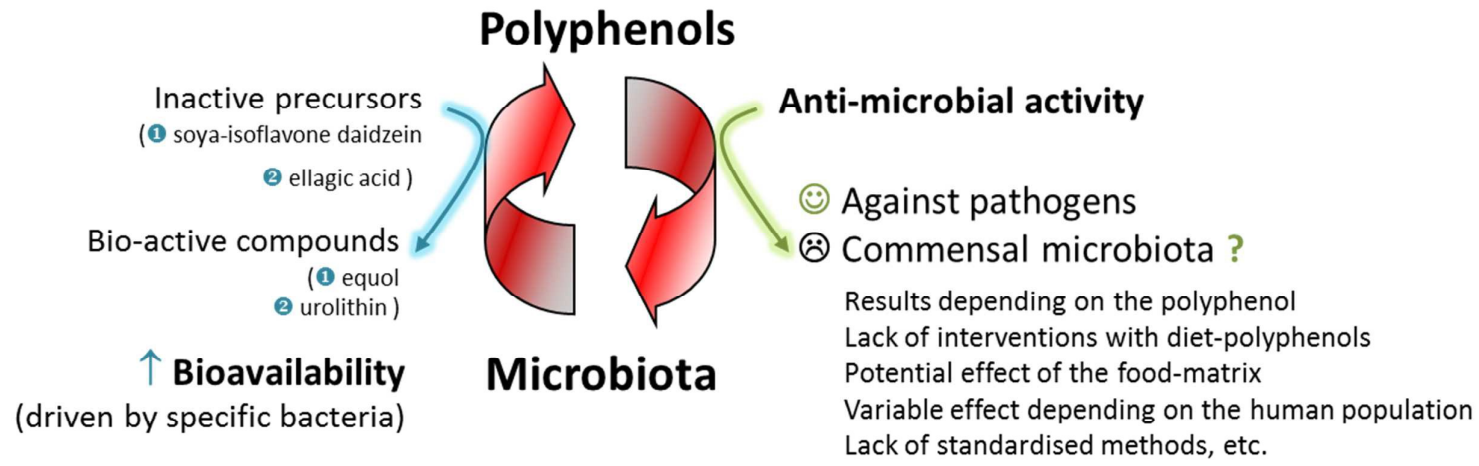 Polyphenols
Inactive precursors
(❶ soya-isoflavone daidzein
❷ ellagic acid )
Bio-active compounds
(❶ equol
❷ urolithin )
↑ Bioavailability
(driven by specific bacteria)
Microbiota
Anti-microbial activity
☺ Against pathogens
☹ Commensal microbiota ?
Results depending on the polyphenol
Lack of interventions with diet-polyphenols
Potential effect of the food-matrix
Variable effect depending on the human population
Lack of standardised methods, etc.